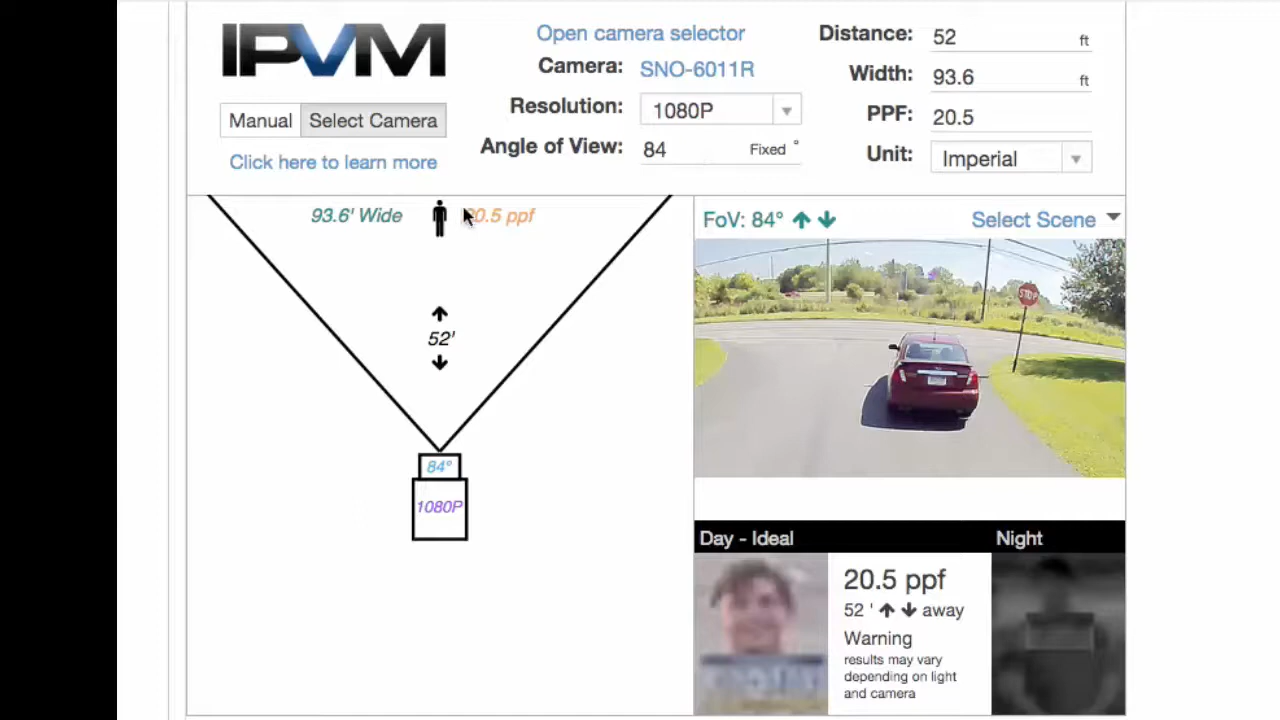 IPVM
Manual
Select Camera
Click here to learn more
Open camera selector
Camera: SNO-6011R
Resolution: 1080P
Angle of View: 84 Fixed °
Distance: 52 ft
Width: 93.6 ft
PPF: 20.5
Unit: Imperial
93.6' Wide
20.5 ppf
52'
84°
1080P
FoV: 84°
Select Scene
STOP
Day - Ideal
Night
20.5 ppf
52 ' away
Warning
results may vary
depending on light
and camera